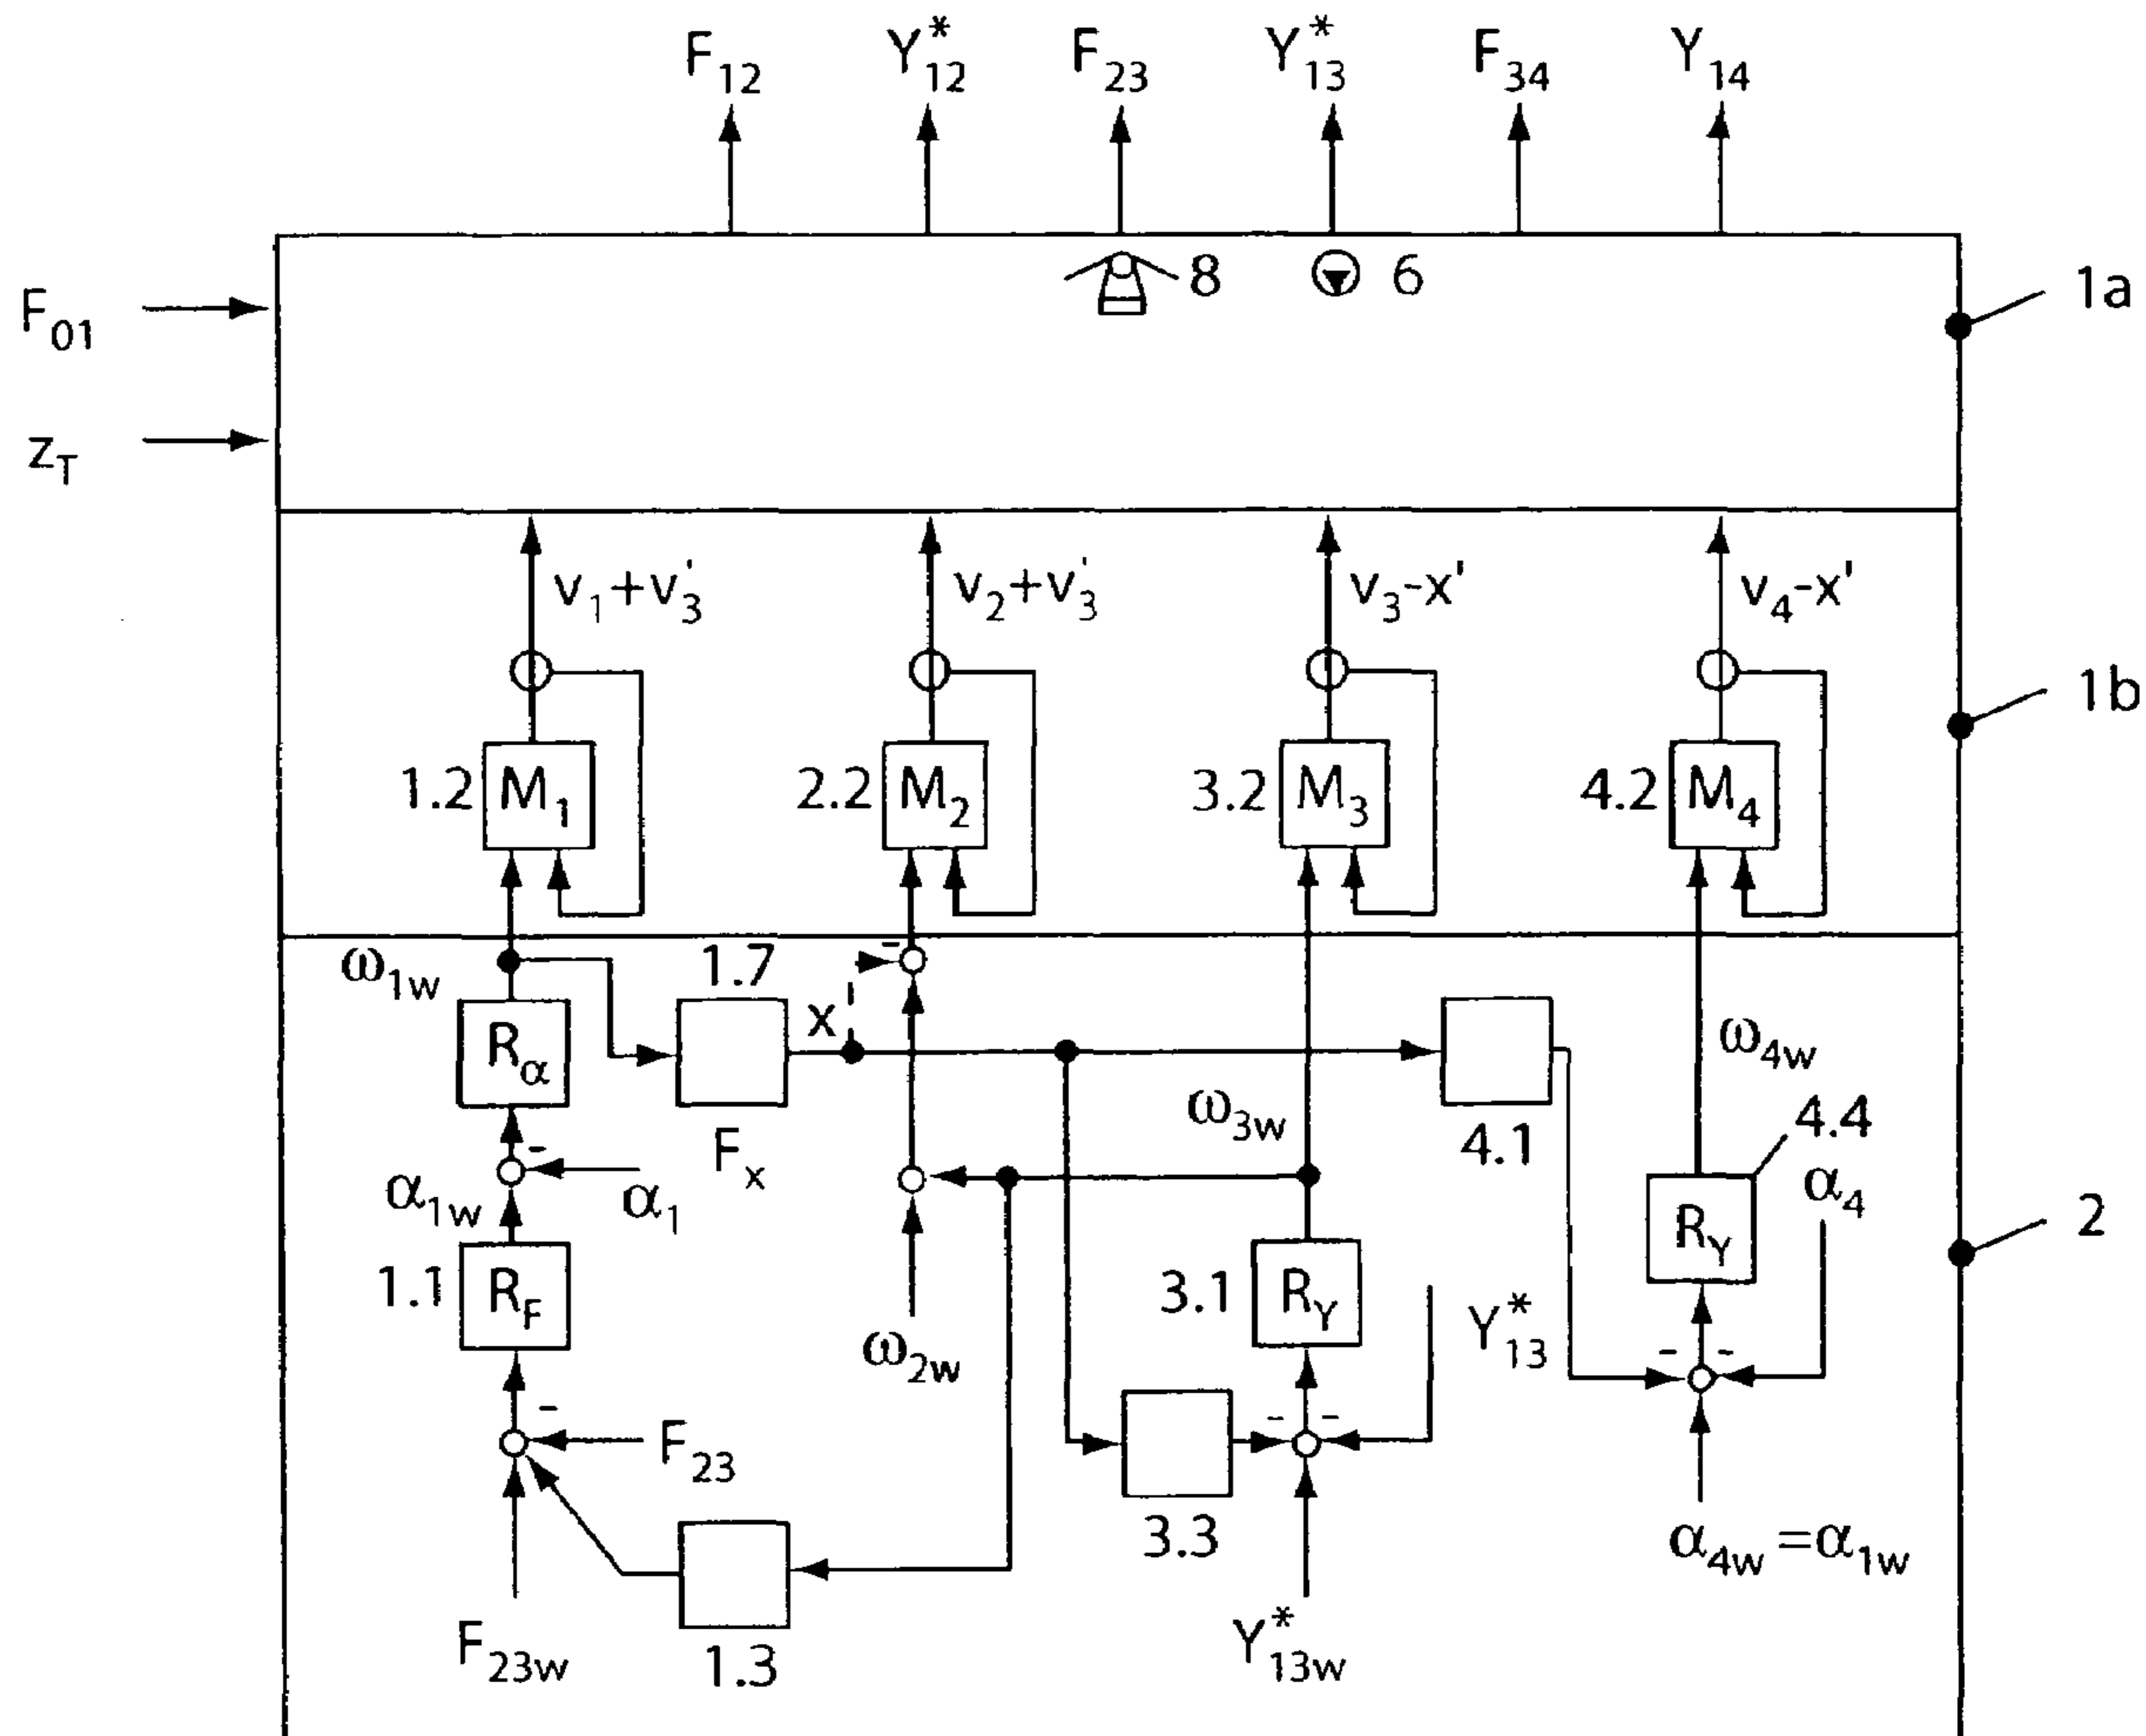 F12 Y*12 F23 Y*13 F34 Y14
8 6
1a
F01
zT
v1+v'3 v2+v'3 v3-x' v4-x'
1b
1.2 M1 2.2 M2 3.2 M3 4.2 M4
ω1w 1.7 -
Rα x ω4w
Fx ω3w 4.1 4.4
- α1w α1 α4
2
1.1 RF 3.1 RY RY
ω2w Y*13 - -
- F23 - -
3.3 α4w=α1w
F23w 1.3 Y*13w